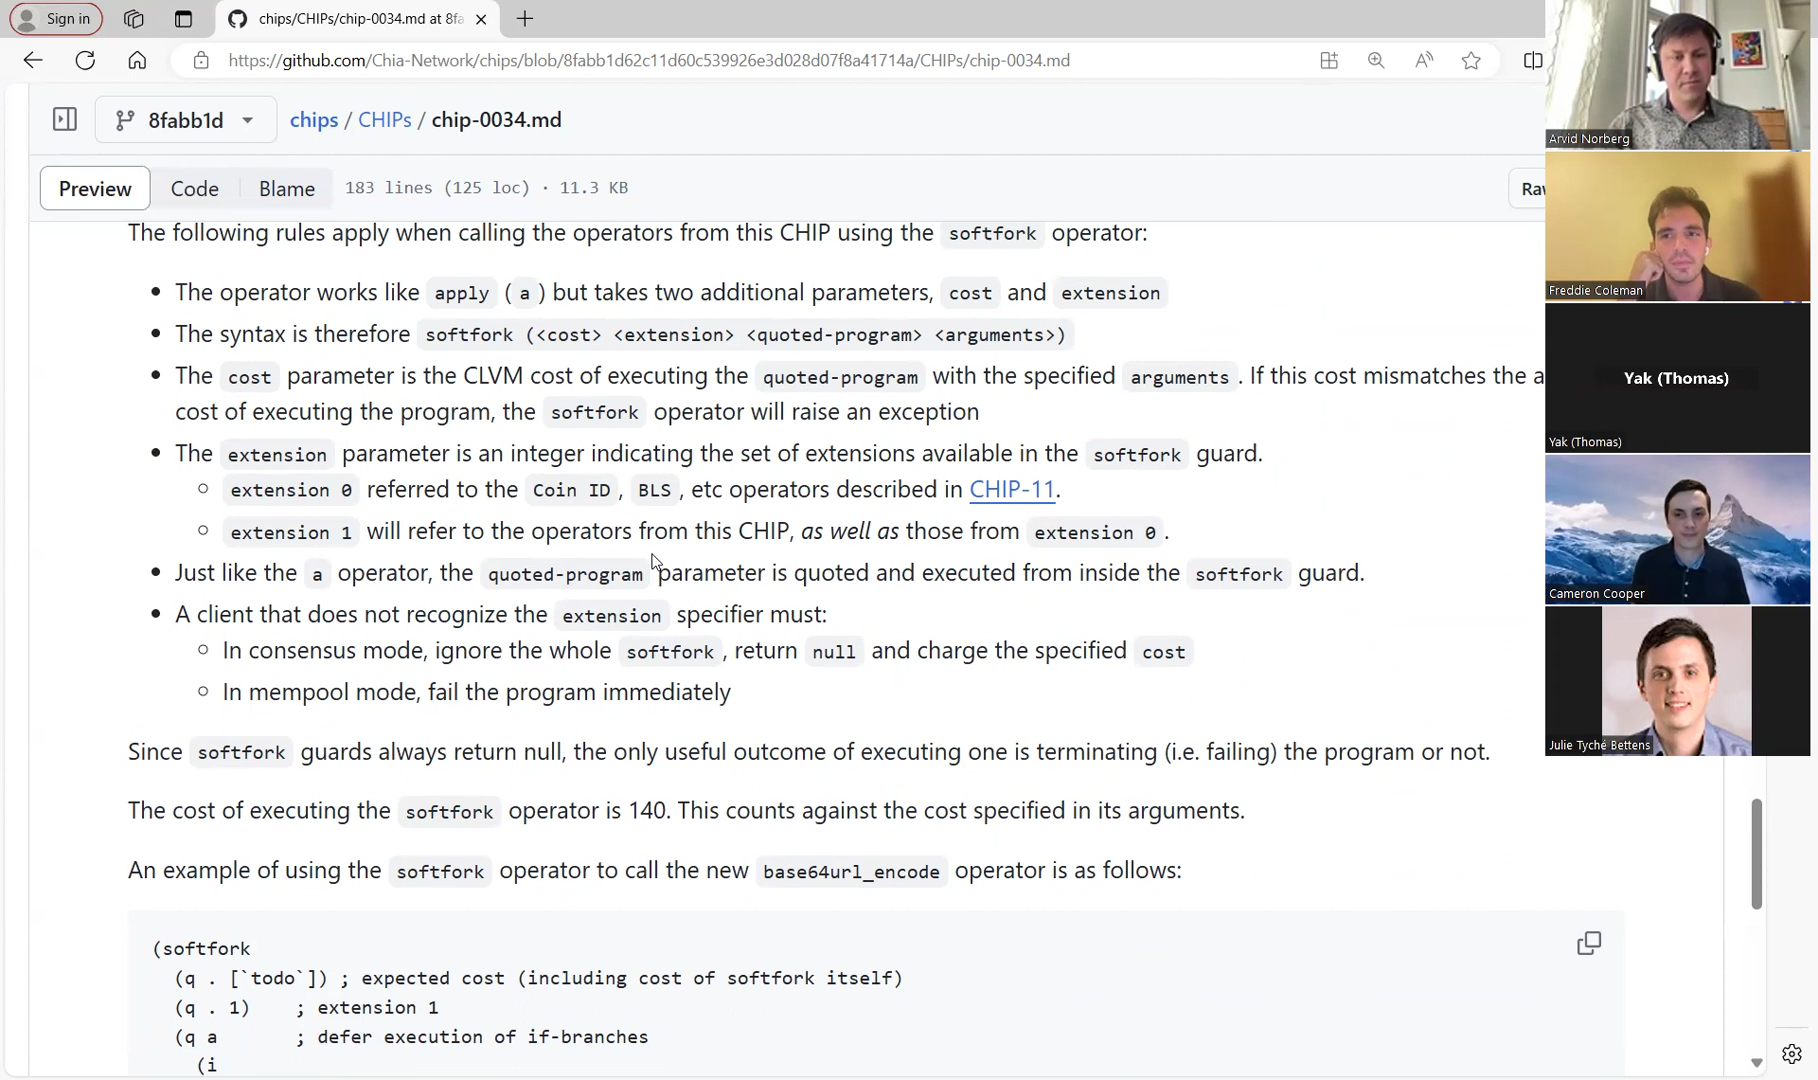 Sign in
chips/CHIPs/chip-0034.md at 8fa
https://github.com/Chia-Network/chips/blob/8fabb1d62c11d60c539926e3d028d07f8a41714a/CHIPs/chip-0034.md
8fabb1d
chips / CHIPs / chip-0034.md
Preview Code Blame 183 lines (125 loc) · 11.3 KB
Raw
The following rules apply when calling the operators from this CHIP using the softfork operator:
• The operator works like apply ( a ) but takes two additional parameters, cost and extension
• The syntax is therefore softfork (<cost> <extension> <quoted-program> <arguments>)
• The cost parameter is the CLVM cost of executing the quoted-program with the specified arguments . If this cost mismatches the a
cost of executing the program, the softfork operator will raise an exception
• The extension parameter is an integer indicating the set of extensions available in the softfork guard.
◦ extension 0 referred to the Coin ID , BLS , etc operators described in CHIP-11.
◦ extension 1 will refer to the operators from this CHIP, as well as those from extension 0 .
• Just like the a operator, the quoted-program parameter is quoted and executed from inside the softfork guard.
• A client that does not recognize the extension specifier must:
◦ In consensus mode, ignore the whole softfork , return null and charge the specified cost
◦ In mempool mode, fail the program immediately
Since softfork guards always return null, the only useful outcome of executing one is terminating (i.e. failing) the program or not.
The cost of executing the softfork operator is 140. This counts against the cost specified in its arguments.
An example of using the softfork operator to call the new base64url_encode operator is as follows:
(softfork
(q . [`todo`]) ; expected cost (including cost of softfork itself)
(q . 1) ; extension 1
(q a ; defer execution of if-branches
(i
Arvid Norberg
Freddie Coleman
Yak (Thomas)
Yak (Thomas)
Cameron Cooper
Julie Tyché Bettens